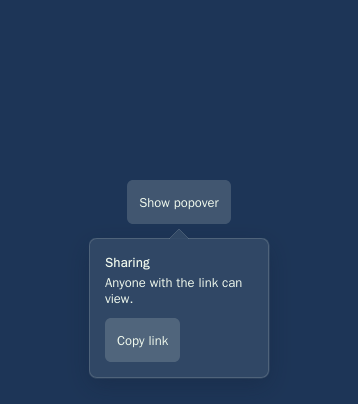 Show popover
Sharing
Anyone with the link can
view.
Copy link